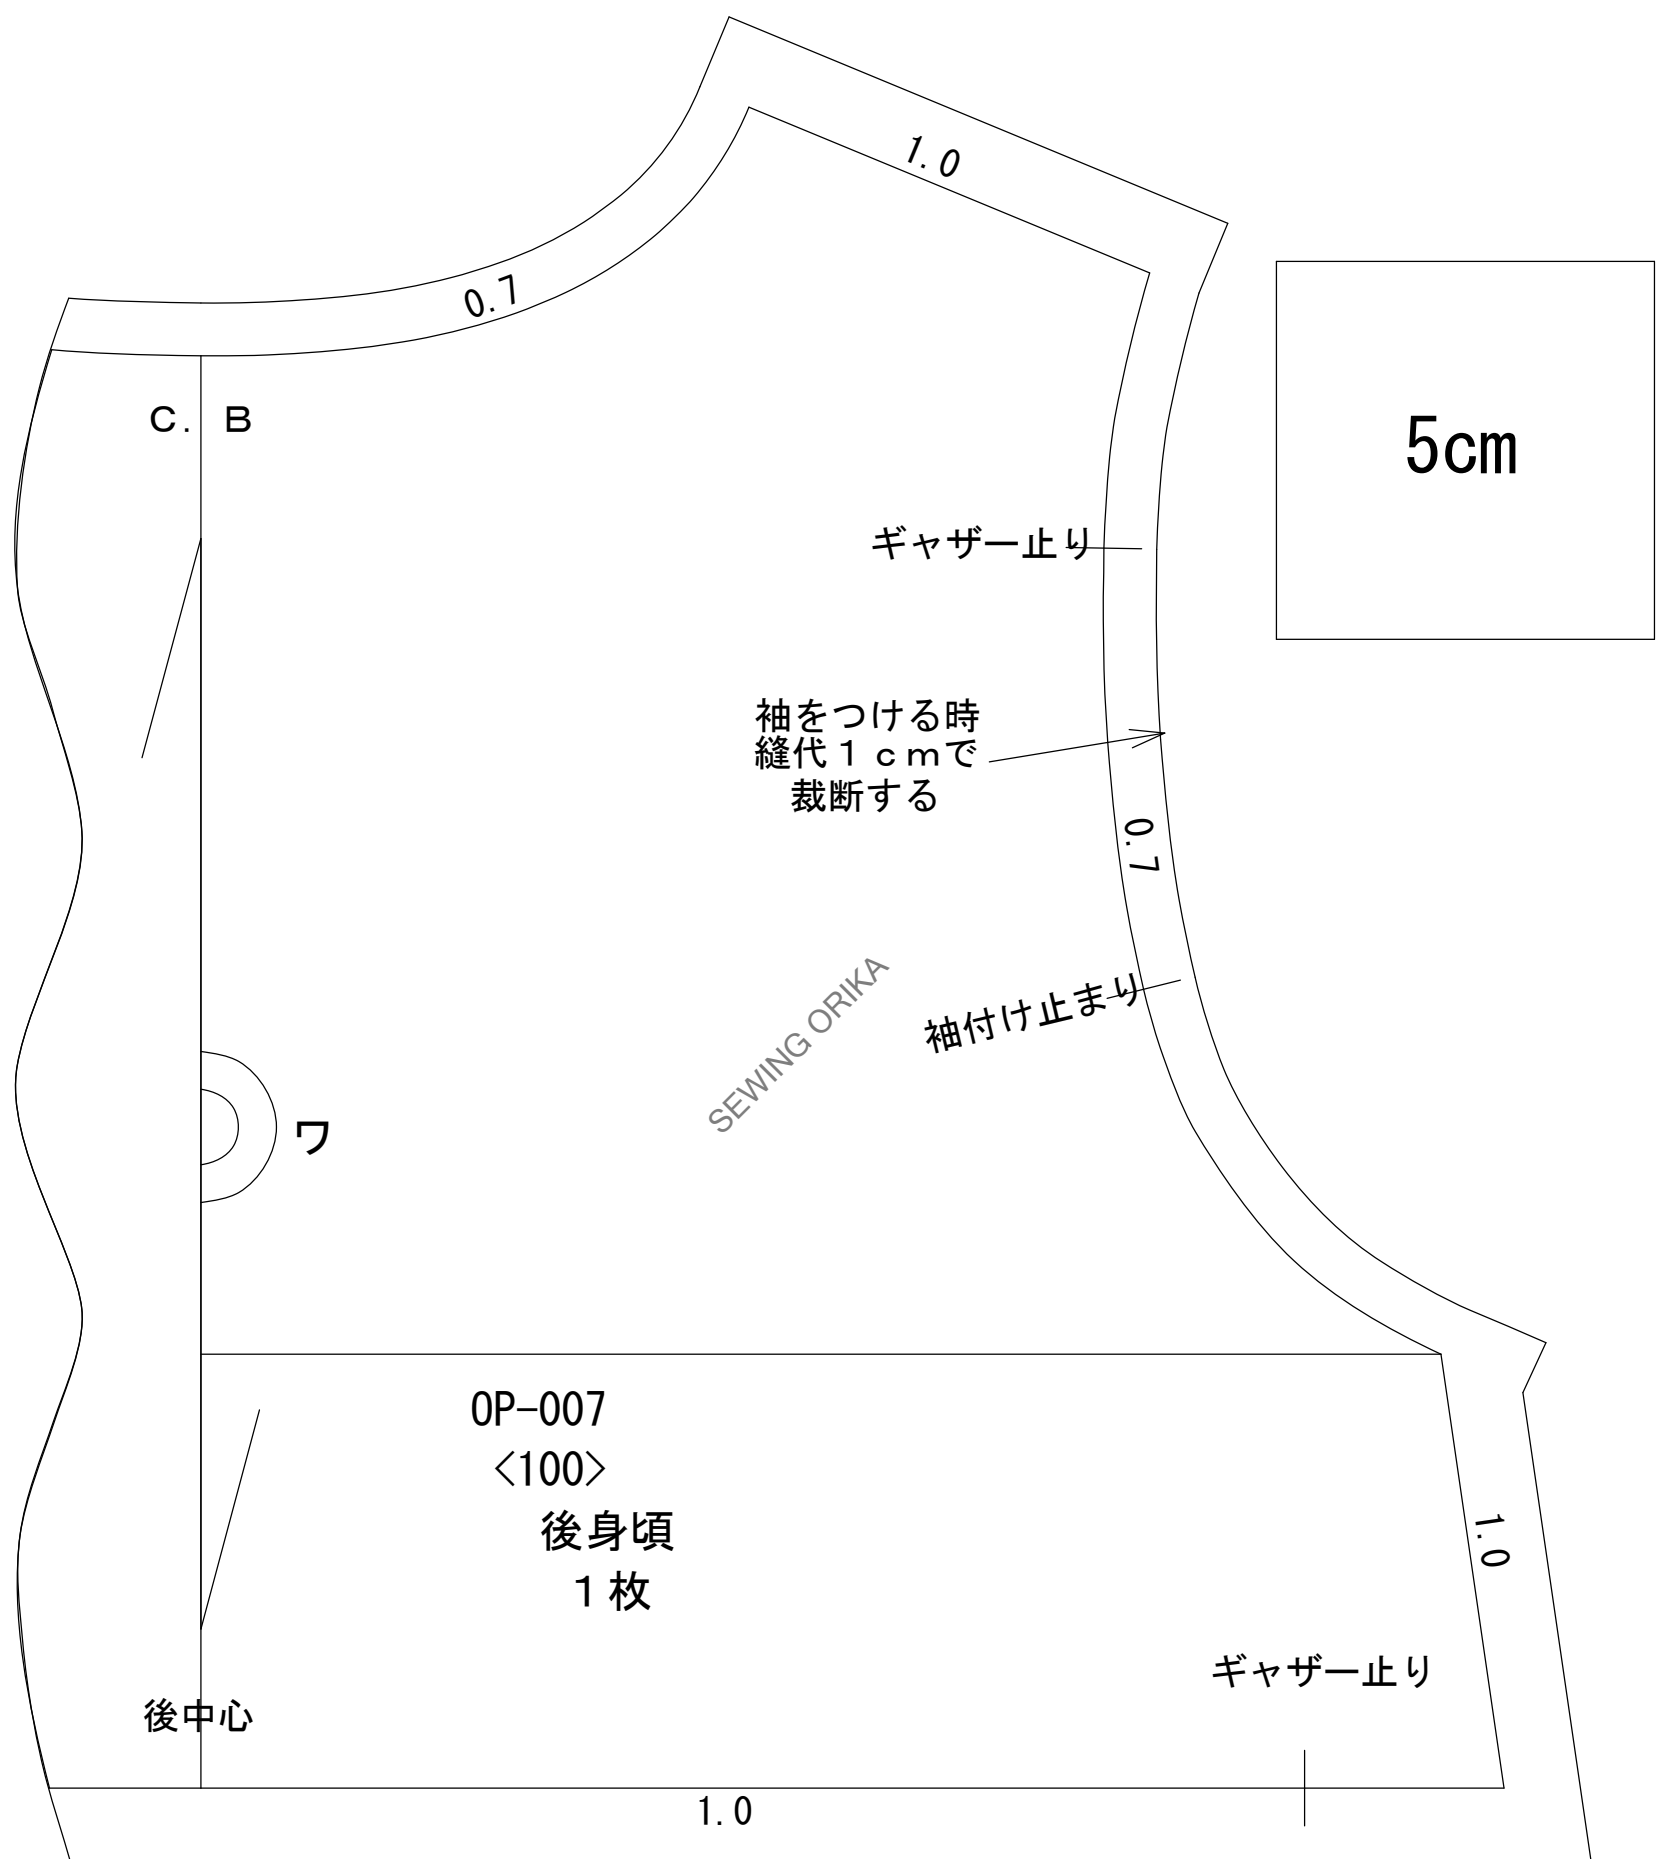 1.0
0.7
C. B
5cm
ギャザー止り
袖をつける時
縫代1cmで
裁断する
0.7
袖付け止まり
SEWING ORIKA
ワ
OP-007
<100>
後身頃
1枚
1.0
ギャザー止り
後中心
1.0